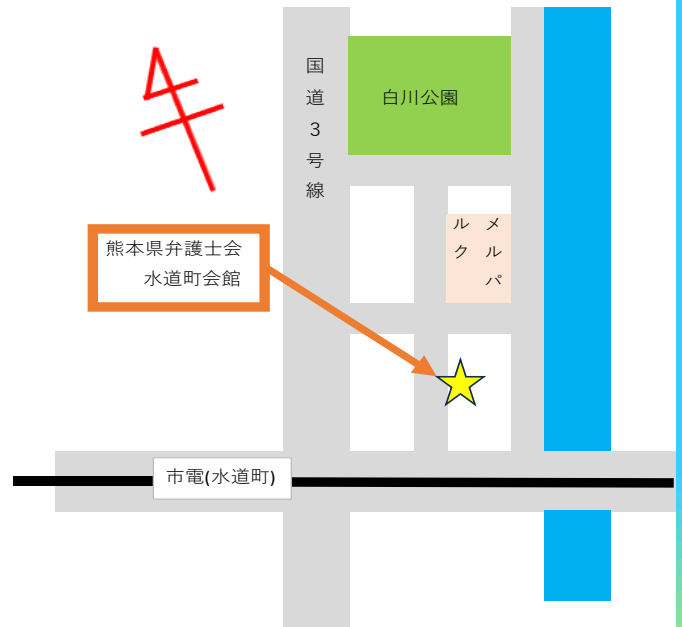 国道3号線
白川公園
メルパ
ルク
熊本県弁護士会
水道町会館
市電(水道町)